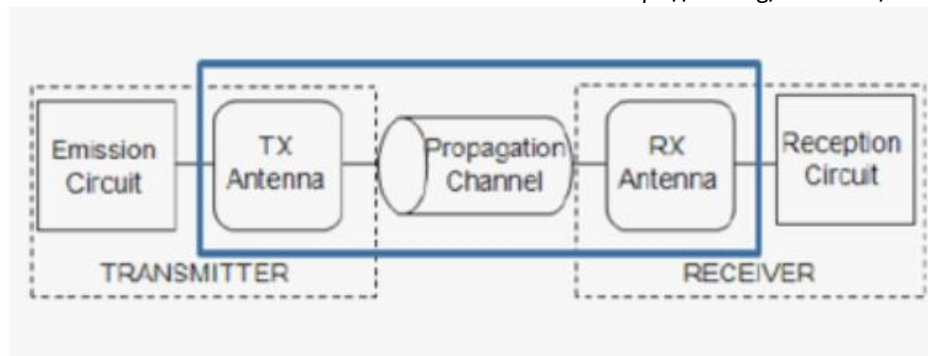 Emission
Circuit
TX
Antenna
Propagation
Channel
RX
Antenna
Reception
Circuit
TRANSMITTER
RECEIVER